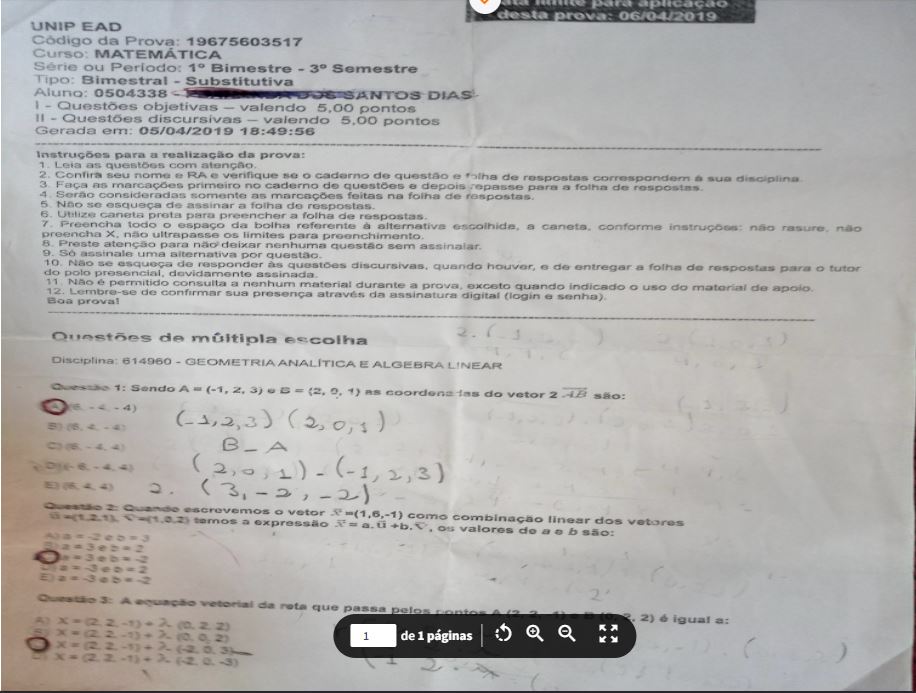 ata limite para aplicação
desta prova: 06/04/2019
UNIP EAD
Código da Prova: 19675603517
Curso: MATEMÁTICA
Série ou Período: 1º Bimestre - 3º Semestre
Tipo: Bimestral - Substitutiva
Aluno: 0504338 - DOS SANTOS DIAS
I - Questões objetivas – valendo 5,00 pontos
II - Questões discursivas – valendo 5,00 pontos
Gerada em: 05/04/2019 18:49:56
Instruções para a realização da prova:
1. Leia as questões com atenção.
2. Confira seu nome e RA e verifique se o caderno de questão e folha de respostas correspondem à sua disciplina.
3. Faça as marcações primeiro no caderno de questões e depois repasse para a folha de respostas.
4. Serão consideradas somente as marcações feitas na folha de respostas.
5. Não se esqueça de assinar a folha de respostas.
6. Utilize caneta preta para preencher a folha de respostas.
7. Preencha todo o espaço da bolha referente à alternativa escolhida, a caneta, conforme instruções: não rasure, não
preencha X, não ultrapasse os limites para preenchimento.
8. Preste atenção para não deixar nenhuma questão sem assinalar.
9. Só assinale uma alternativa por questão.
10. Não se esqueça de responder às questões discursivas, quando houver, e de entregar a folha de respostas para o tutor
do polo presencial, devidamente assinada.
11. Não é permitido consulta a nenhum material durante a prova, exceto quando indicado o uso do material de apoio.
12. Lembre-se de confirmar sua presença através da assinatura digital (login e senha).
Boa prova!
Questões de múltipla escolha
Disciplina: 614960 - GEOMETRIA ANALÍTICA E ALGEBRA LINEAR
Questão 1: Sendo A = (-1, 2, 3) e B = (2, 0, 1) as coordenadas do vetor 2 AB são:
A) (6, - 4, - 4)
B) (6, 4, - 4)
C) (6, - 4, 4)
D) (- 6, - 4, 4)
E) (6, 4, 4)
(-1,2,3) (2,0,1)
B - A
(2,0,1) - (-1,2,3)
2. (3,-2,-2)
Questão 2: Quando escrevemos o vetor x=(1,6,-1) como combinação linear dos vetores
u=(1,2,1), v=(1,0,2) temos a expressão x = a. u +b. v, os valores de a e b são:
A) a = -2 e b = 3
B) a = 3 e b = 2
a = 3 e b = -2
D) a = -3 e b = 2
E) a = -3 e b = -2
Questão 3: A equação vetorial da reta que passa pelos pontos A (2, 2, -1) e B (0, 2, 2) é igual a:
A) X = (2, 2, -1) + λ (0, 2, 2)
B) X = (2, 2, -1) + λ (0, 0, 2)
X = (2, 2, -1) + λ (-2, 0, 3)
X = (2, 2, -1) + λ (-2, 0, -3)
1 de 1 páginas